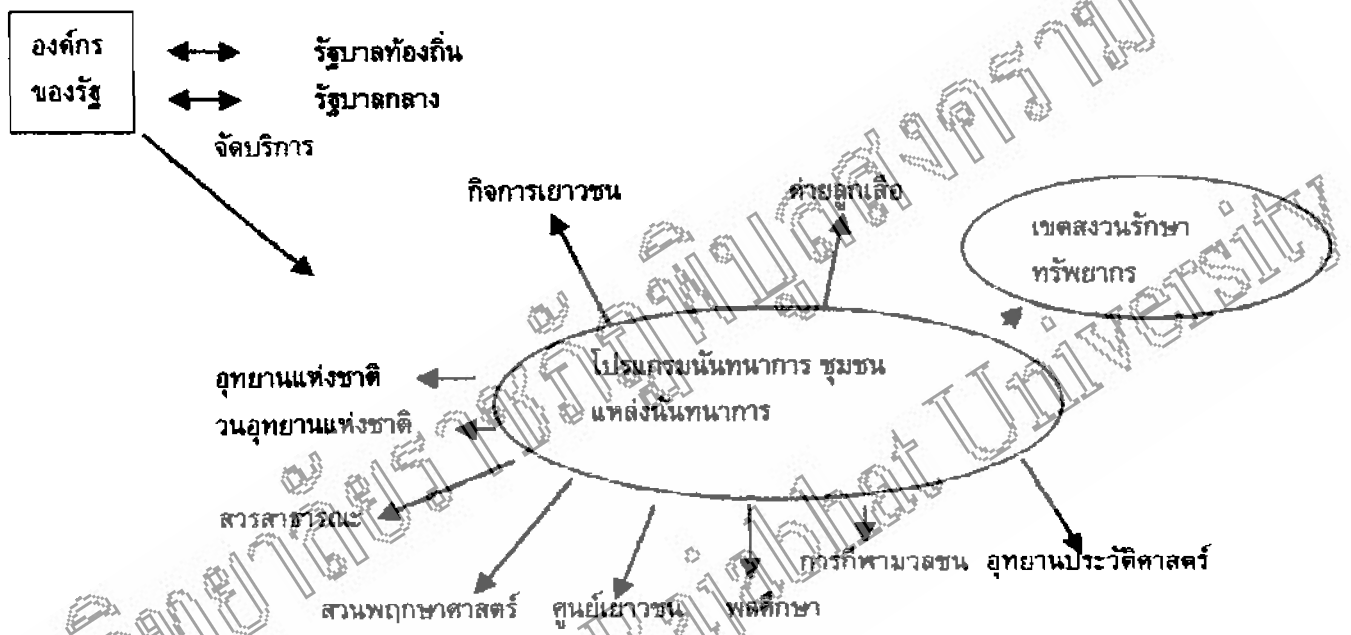 องค์กร
ของรัฐ
รัฐบาลท้องถิ่น
รัฐบาลกลาง
จัดบริการ
กิจการเยาวชน
ค่ายลูกเสือ
เขตสงวนรักษา
ทรัพยากร
โปรแกรมนันทนาการ ชุมชน
แหล่งนันทนาการ
อุทยานแห่งชาติ
วนอุทยานแห่งชาติ
สวรสาธารณะ
การกีฬามวลชน อุทยานประวัติศาสตร์
สวนพฤกษาศาสตร์ ศูนย์เยาวชน พลศึกษา
Rajabhat University